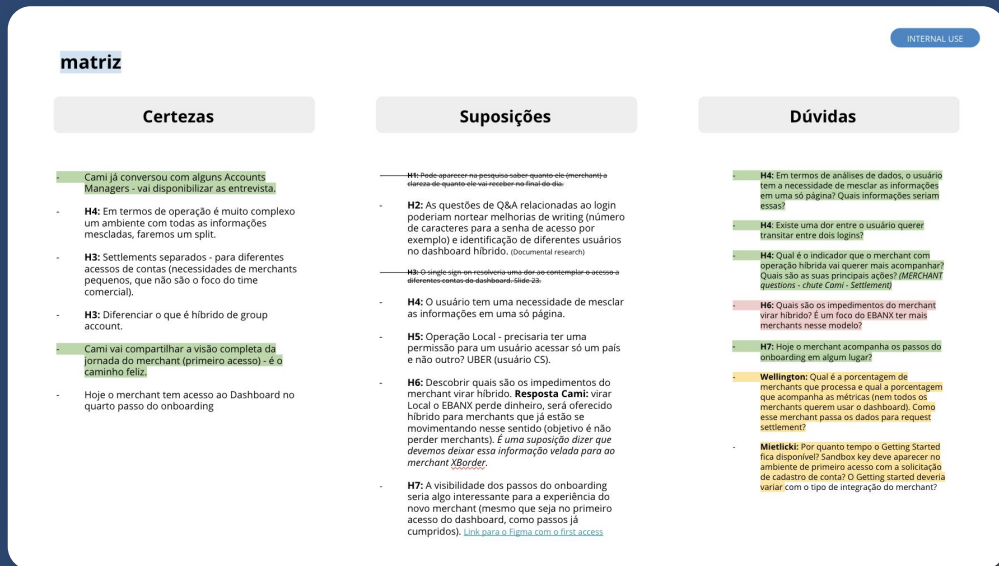 INTERNAL USE
matriz
Certezas
- Cami já conversou com alguns Accounts
Managers - vai disponibilizar as entrevista.
- H4: Em termos de operação é muito complexo
um ambiente com todas as informações
mescladas, faremos um split.
- H3: Settlements separados - para diferentes
acessos de contas (necessidades de merchants
pequenos, que não são o foco do time
comercial).
- H3: Diferenciar o que é híbrido de group
account.
- Cami vai compartilhar a visão completa da
jornada do merchant (primeiro acesso) - é o
caminho feliz.
- Hoje o merchant tem acesso ao Dashboard no
quarto passo do onboarding
Suposições
- H1: Pode aparecer na pesquisa saber quanto ele (merchant) a
clareza de quanto ele vai receber no final do dia.
- H2: As questões de Q&A relacionadas ao login
poderiam nortear melhorias de writing (número
de caracteres para a senha de acesso por
exemplo) e identificação de diferentes usuários
no dashboard híbrido. (Documental research)
- H3: O single sign on resolveria uma dor ao contemplar o acesso a
diferentes contas do dashboard. Slide 23.
- H4: O usuário tem uma necessidade de mesclar
as informações em uma só página.
- H5: Operação Local - precisaria ter uma
permissão para um usuário acessar só um país
e não outro? UBER (usuário CS).
- H6: Descobrir quais são os impedimentos do
merchant virar híbrido. Resposta Cami: virar
Local o EBANX perde dinheiro, será oferecido
híbrido para merchants que já estão se
movimentando nesse sentido (objetivo é não
perder merchants). É uma suposição dizer que
devemos deixar essa informação velada para ao
merchant XBorder.
- H7: A visibilidade dos passos do onboarding
seria algo interessante para a experiência do
novo merchant (mesmo que seja no primeiro
acesso do dashboard, como passos já
cumpridos). Link para o Figma com o first access
Dúvidas
- H4: Em termos de análises de dados, o usuário
tem a necessidade de mesclar as informações
em uma só página? Quais informações seriam
essas?
- H4: Existe uma dor entre o usuário querer
transitar entre dois logins?
- H4: Qual é o indicador que o merchant com
operação híbrida vai querer mais acompanhar?
Quais são as suas principais ações? (MERCHANT
questions - chute Cami - Settlement)
- H6: Quais são os impedimentos do merchant
virar híbrido? É um foco do EBANX ter mais
merchants nesse modelo?
- H7: Hoje o merchant acompanha os passos do
onboarding em algum lugar?
- Wellington: Qual é a porcentagem de
merchants que processa e qual a porcentagem
que acompanha as métricas (nem todos os
merchants querem usar o dashboard). Como
esse merchant passa os dados para request
settlement?
- Mietlicki: Por quanto tempo o Getting Started
fica disponível? Sandbox key deve aparecer no
ambiente de primeiro acesso com a solicitação
de cadastro de conta? O Getting started deveria
variar com o tipo de integração do merchant?